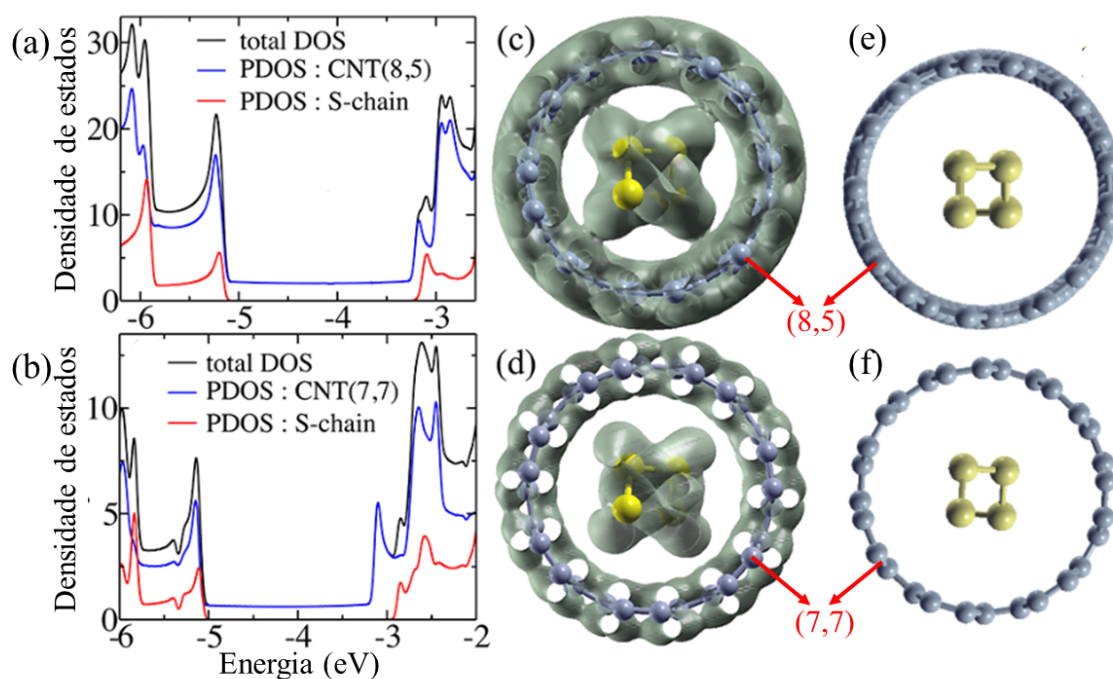 (a)
Densidade de estados
30
20
10
0
total DOS
PDOS : CNT(8,5)
PDOS : S-chain
-6
-5
-4
-3
(b)
Densidade de estados
10
5
0
total DOS
PDOS : CNT(7,7)
PDOS : S-chain
-6
-5
-4
-3
-2
Energia (eV)
(c)
(e)
(8,5)
(d)
(f)
(7,7)